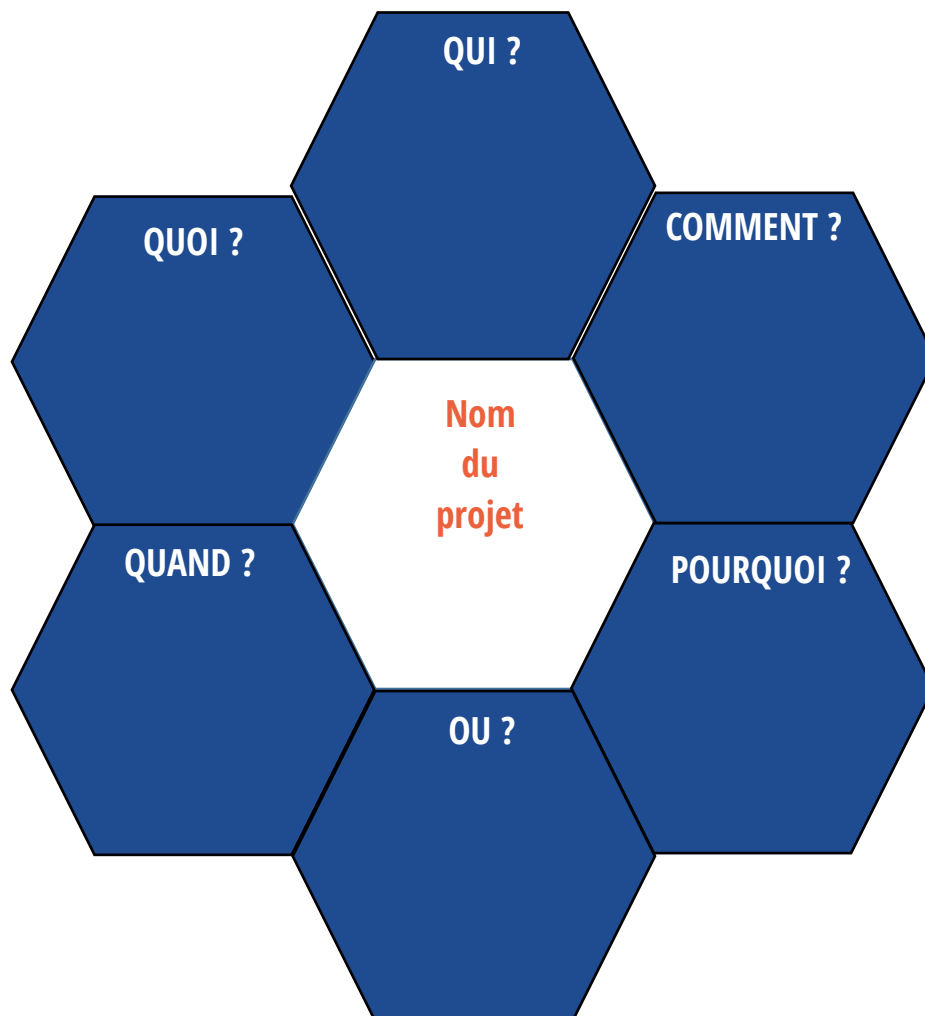 QUI ?
QUOI ?
COMMENT ?
Nom
du
projet
QUAND ?
POURQUOI ?
OU ?